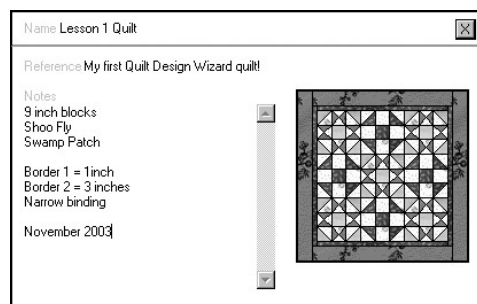 Name Lesson 1 Quilt
Reference My first Quilt Design Wizard quilt!
Notes
9 inch blocks
Shoo Fly
Swamp Patch
Border 1 = 1inch
Border 2 = 3 inches
Narrow binding
November 2003